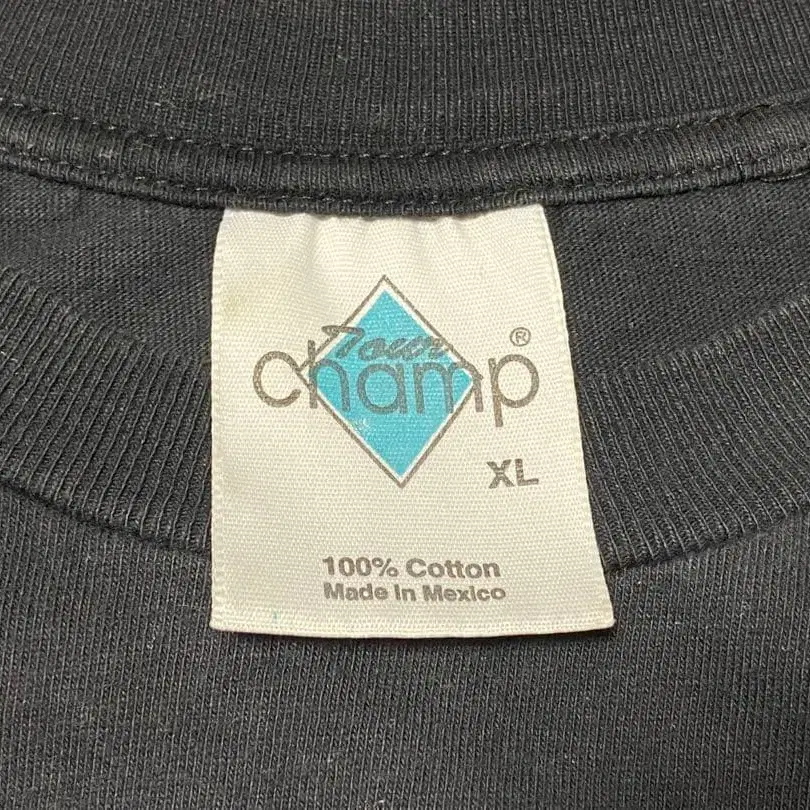 Tour
champ®
XL
100% Cotton
Made In Mexico